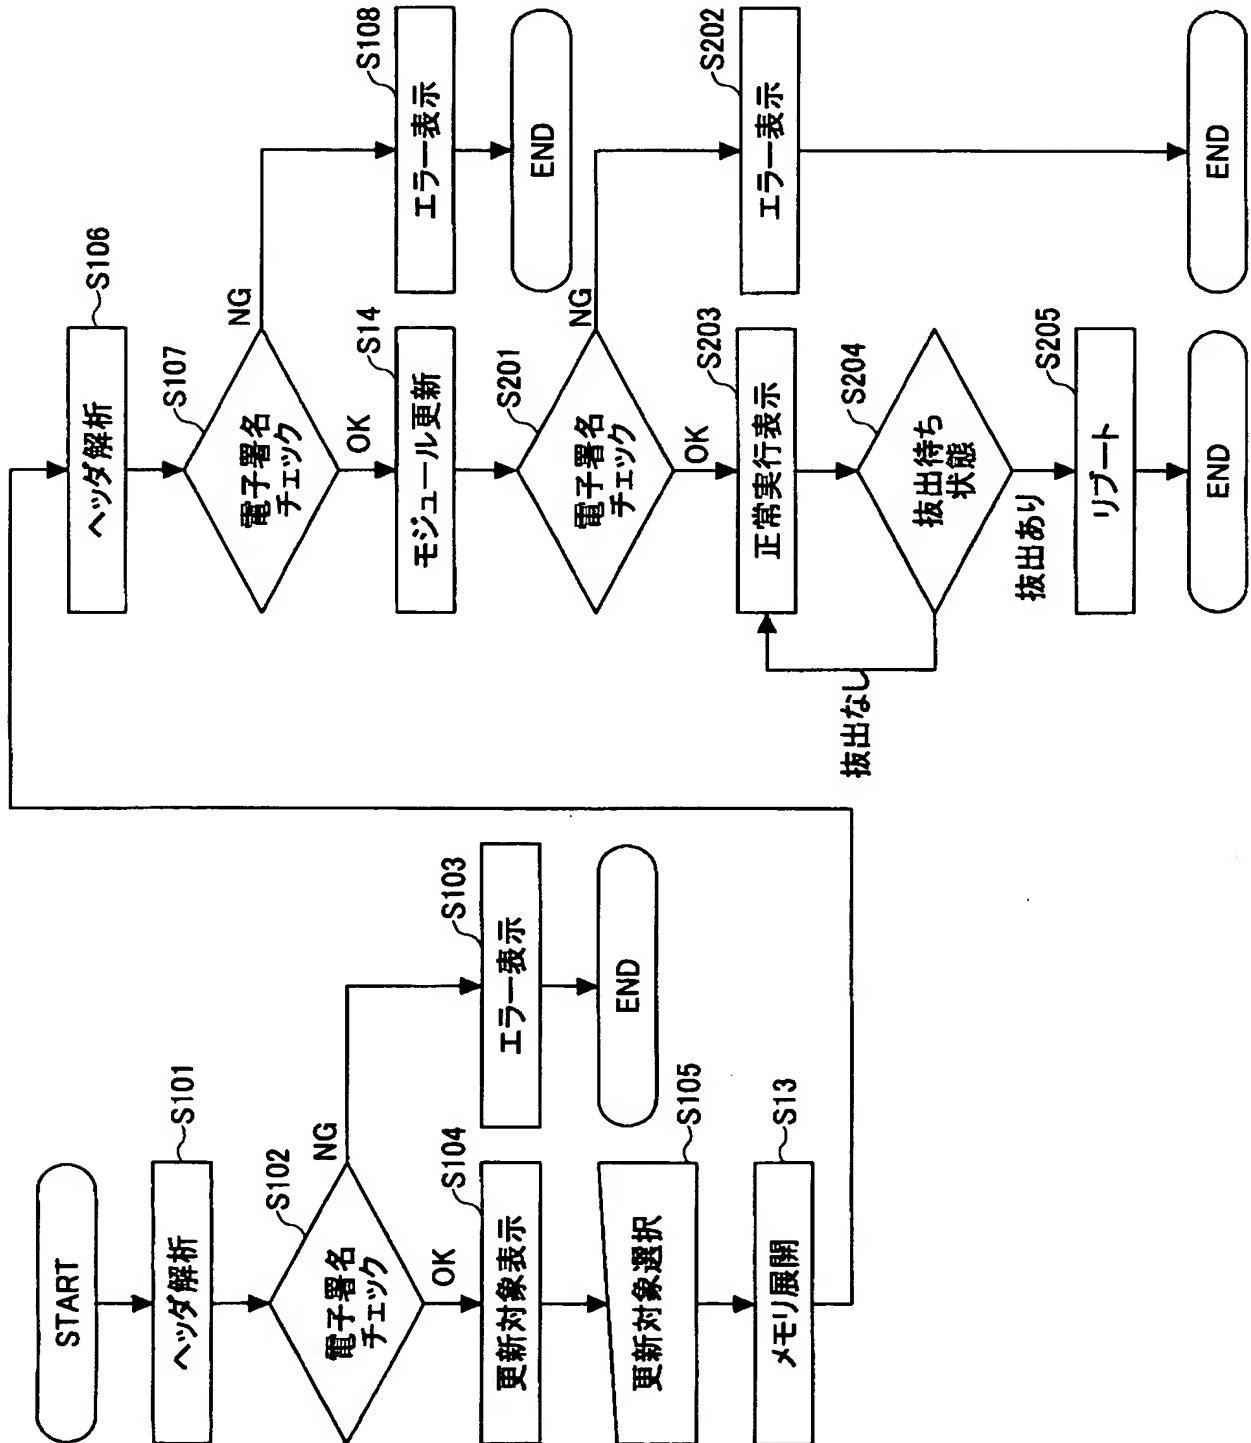 START
ヘッダ解析
S101
電子署名
チェック
S102
NG
OK
エラー表示
S103
END
更新対象表示
S104
更新対象選択
S105
メモリ展開
S13
ヘッダ解析
S106
電子署名
チェック
S107
NG
OK
エラー表示
S108
END
モジュール更新
S14
電子署名
チェック
S201
NG
OK
エラー表示
S202
END
正常実行表示
S203
抜出待ち
状態
S204
抜出なし
抜出あり
リブート
S205
END